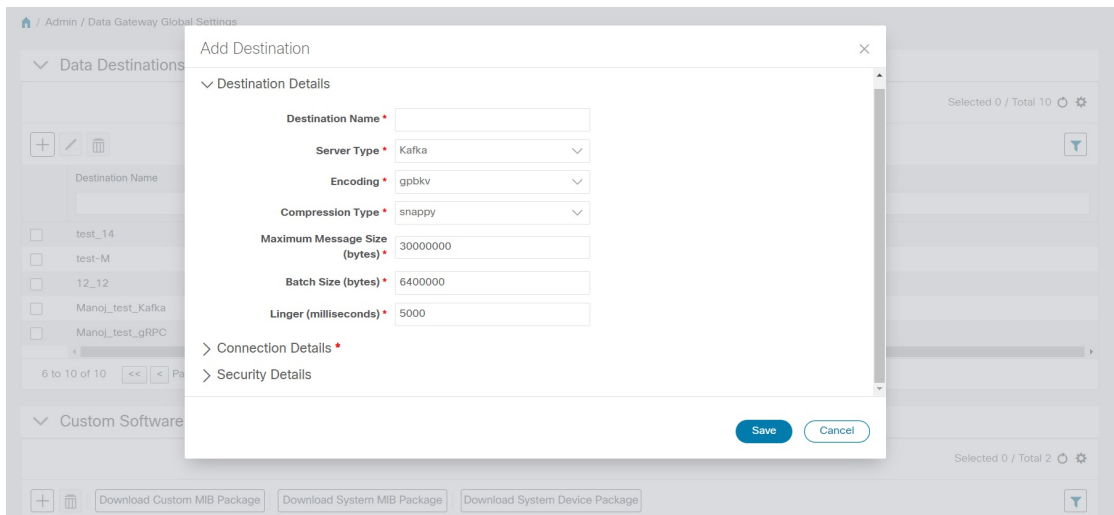 / Admin / Data Gateway Global Settings
Add Destination
Data Destinations
Destination Details
Selected 0 / Total 10
Destination Name *
Server Type * Kafka
Destination Name
Encoding * gpbkv
Compression Type * snappy
test_14
Maximum Message Size
(bytes) * 30000000
test-M
12_12
Batch Size (bytes) * 6400000
Manoj_test_Kafka
Linger (milliseconds) * 5000
Manoj_test_gRPC
Connection Details *
6 to 10 of 10 << < Pa
Security Details
Custom Software
Save Cancel
Selected 0 / Total 2
Download Custom MIB Package Download System MIB Package Download System Device Package